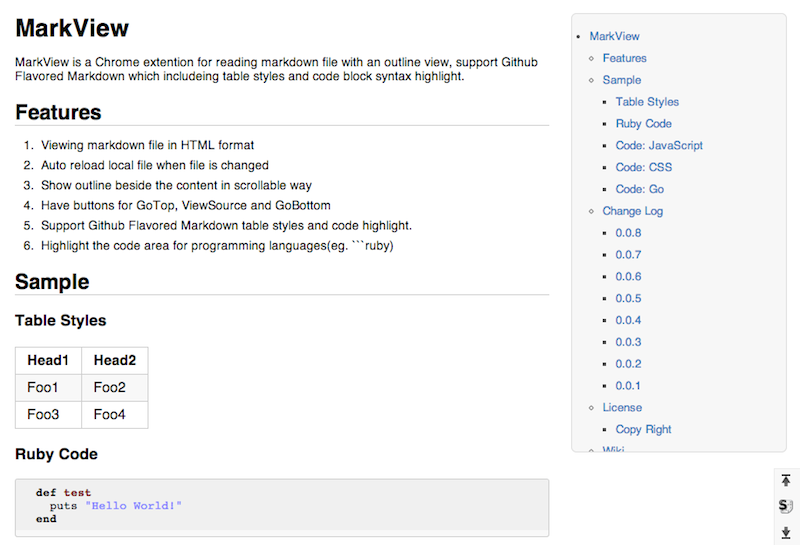 MarkView
MarkView is a Chrome extention for reading markdown file with an outline view, support Github
Flavored Markdown which includeing table styles and code block syntax highlight.
Features
1. Viewing markdown file in HTML format
2. Auto reload local file when file is changed
3. Show outline beside the content in scrollable way
4. Have buttons for GoTop, ViewSource and GoBottom
5. Support Github Flavored Markdown table styles and code highlight.
6. Highlight the code area for programming languages(eg. ```ruby)
Sample
Table Styles
Head1 Head2
Foo1 Foo2
Foo3 Foo4
Ruby Code
def test
puts "Hello World!"
end
MarkView
Features
Sample
Table Styles
Ruby Code
Code: JavaScript
Code: CSS
Code: Go
Change Log
0.0.8
0.0.7
0.0.6
0.0.5
0.0.4
0.0.3
0.0.2
0.0.1
License
Copy Right
Wiki
S